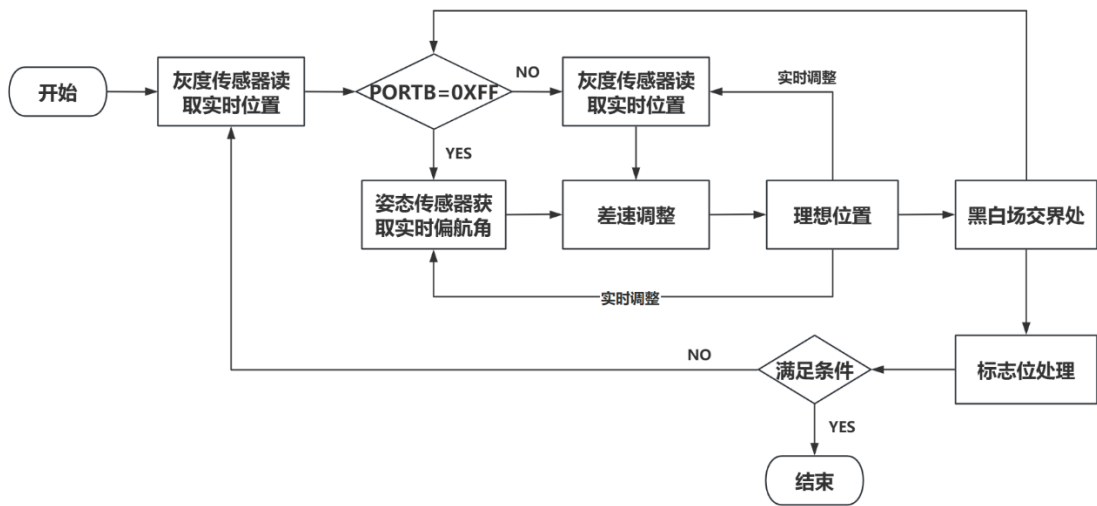 开始
灰度传感器读
取实时位置
PORTB=0XFF
NO
灰度传感器读
取实时位置
实时调整
YES
姿态传感器获
取实时偏航角
差速调整
理想位置
黑白场交界处
实时调整
NO
满足条件
标志位处理
YES
结束